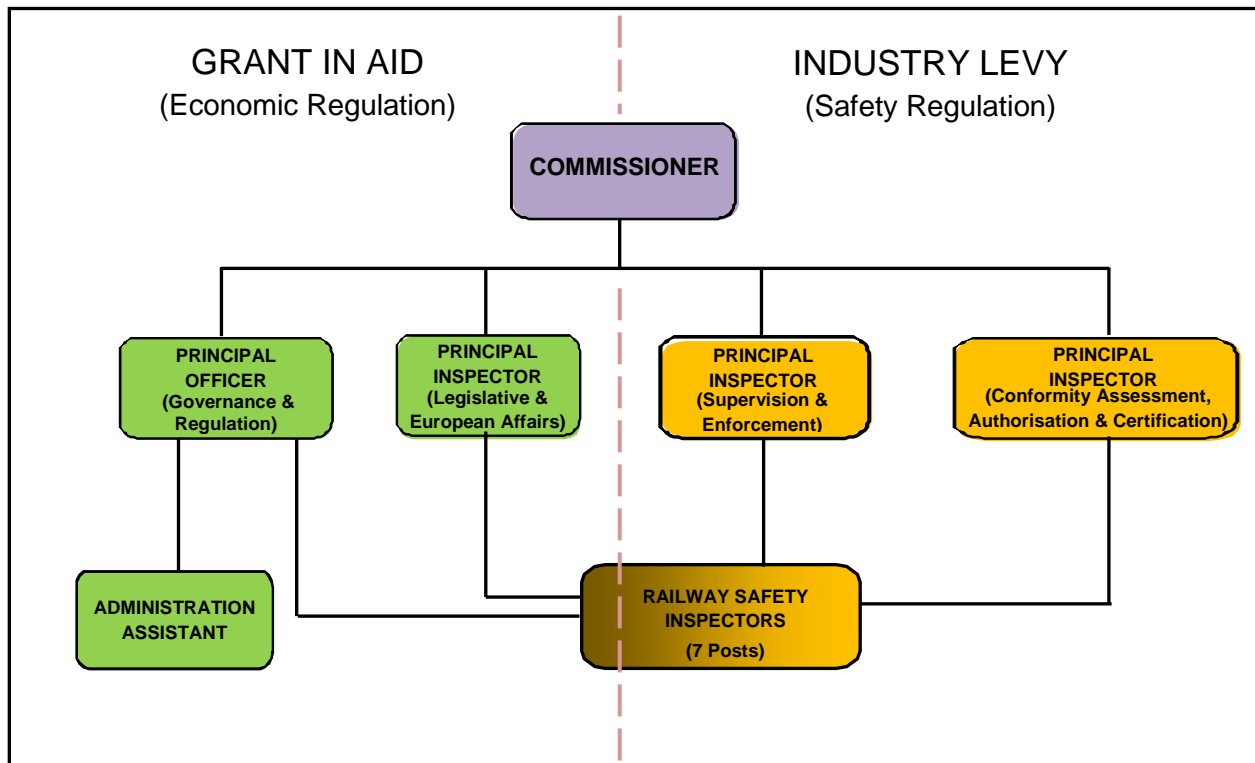 GRANT IN AID
(Economic Regulation)
INDUSTRY LEVY
(Safety Regulation)
COMMISSIONER
PRINCIPAL
OFFICER
(Governance &
Regulation)
PRINCIPAL
INSPECTOR
(Legislative &
European Affairs)
PRINCIPAL
INSPECTOR
(Supervision &
Enforcement)
PRINCIPAL
INSPECTOR
(Conformity Assessment,
Authorisation & Certification)
ADMINISTRATION
ASSISTANT
RAILWAY SAFETY
INSPECTORS
(7 Posts)